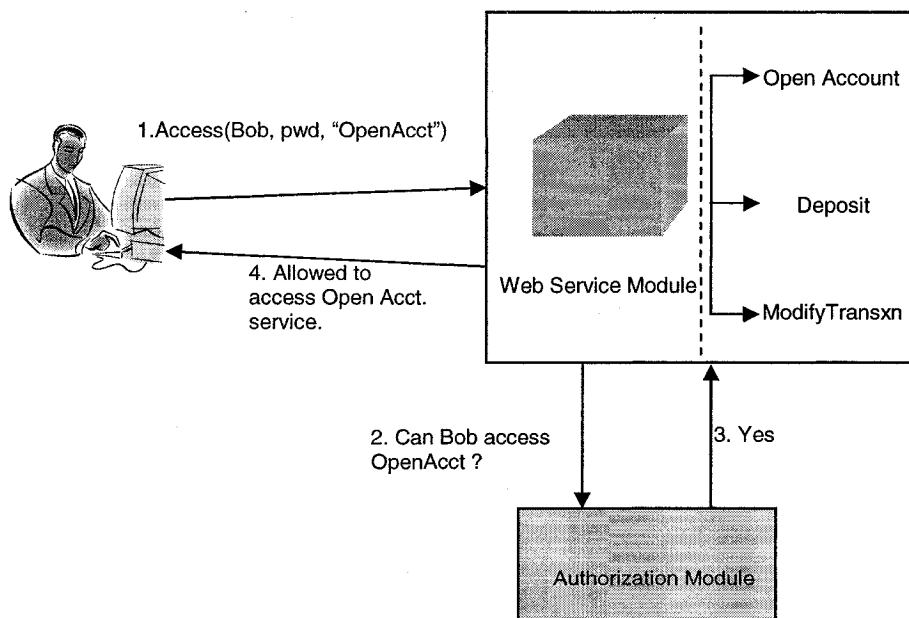 1.Access(Bob, pwd, "OpenAcct")
Open Account
Deposit
4. Allowed to
access Open Acct.
service.
Web Service Module
ModifyTransxn
2. Can Bob access
OpenAcct ?
3. Yes
Authorization Module